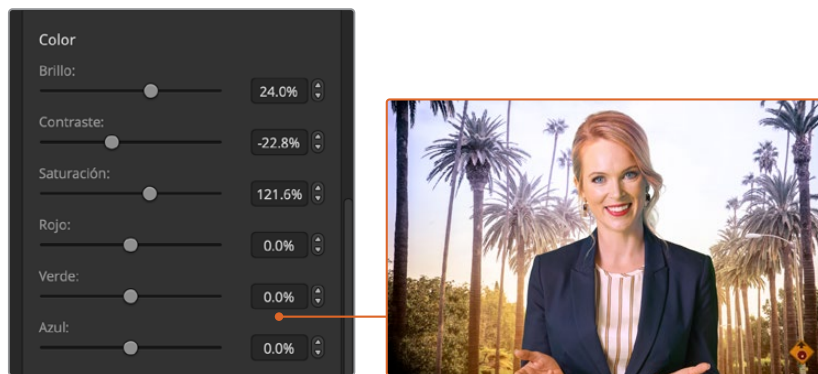 Color
Brillo:
24.0%
Contraste:
-22.8%
Saturación:
121.6%
Rojo:
0.0%
Verde:
0.0%
Azul:
0.0%